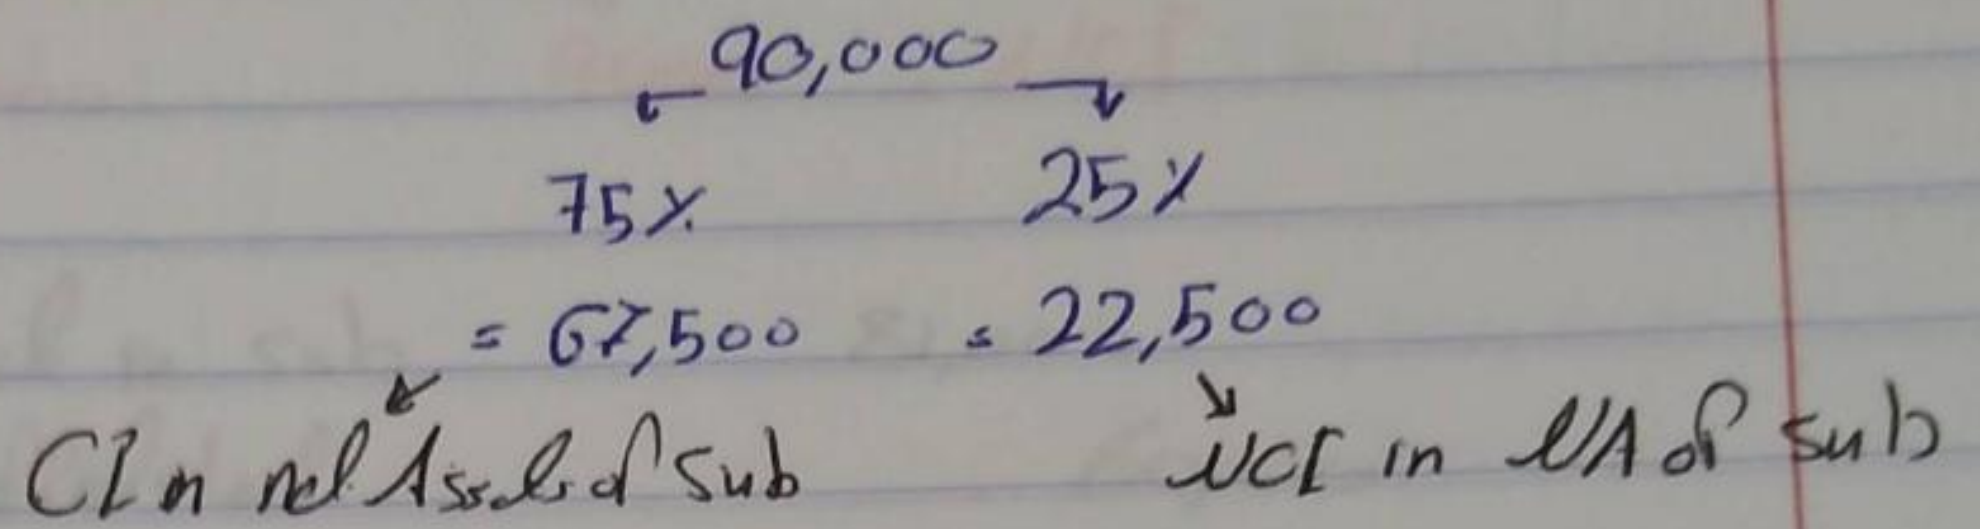 90,000
75% 25%
= 67,500 = 22,500
CI in net Assets of Sub NCI in NA of sub